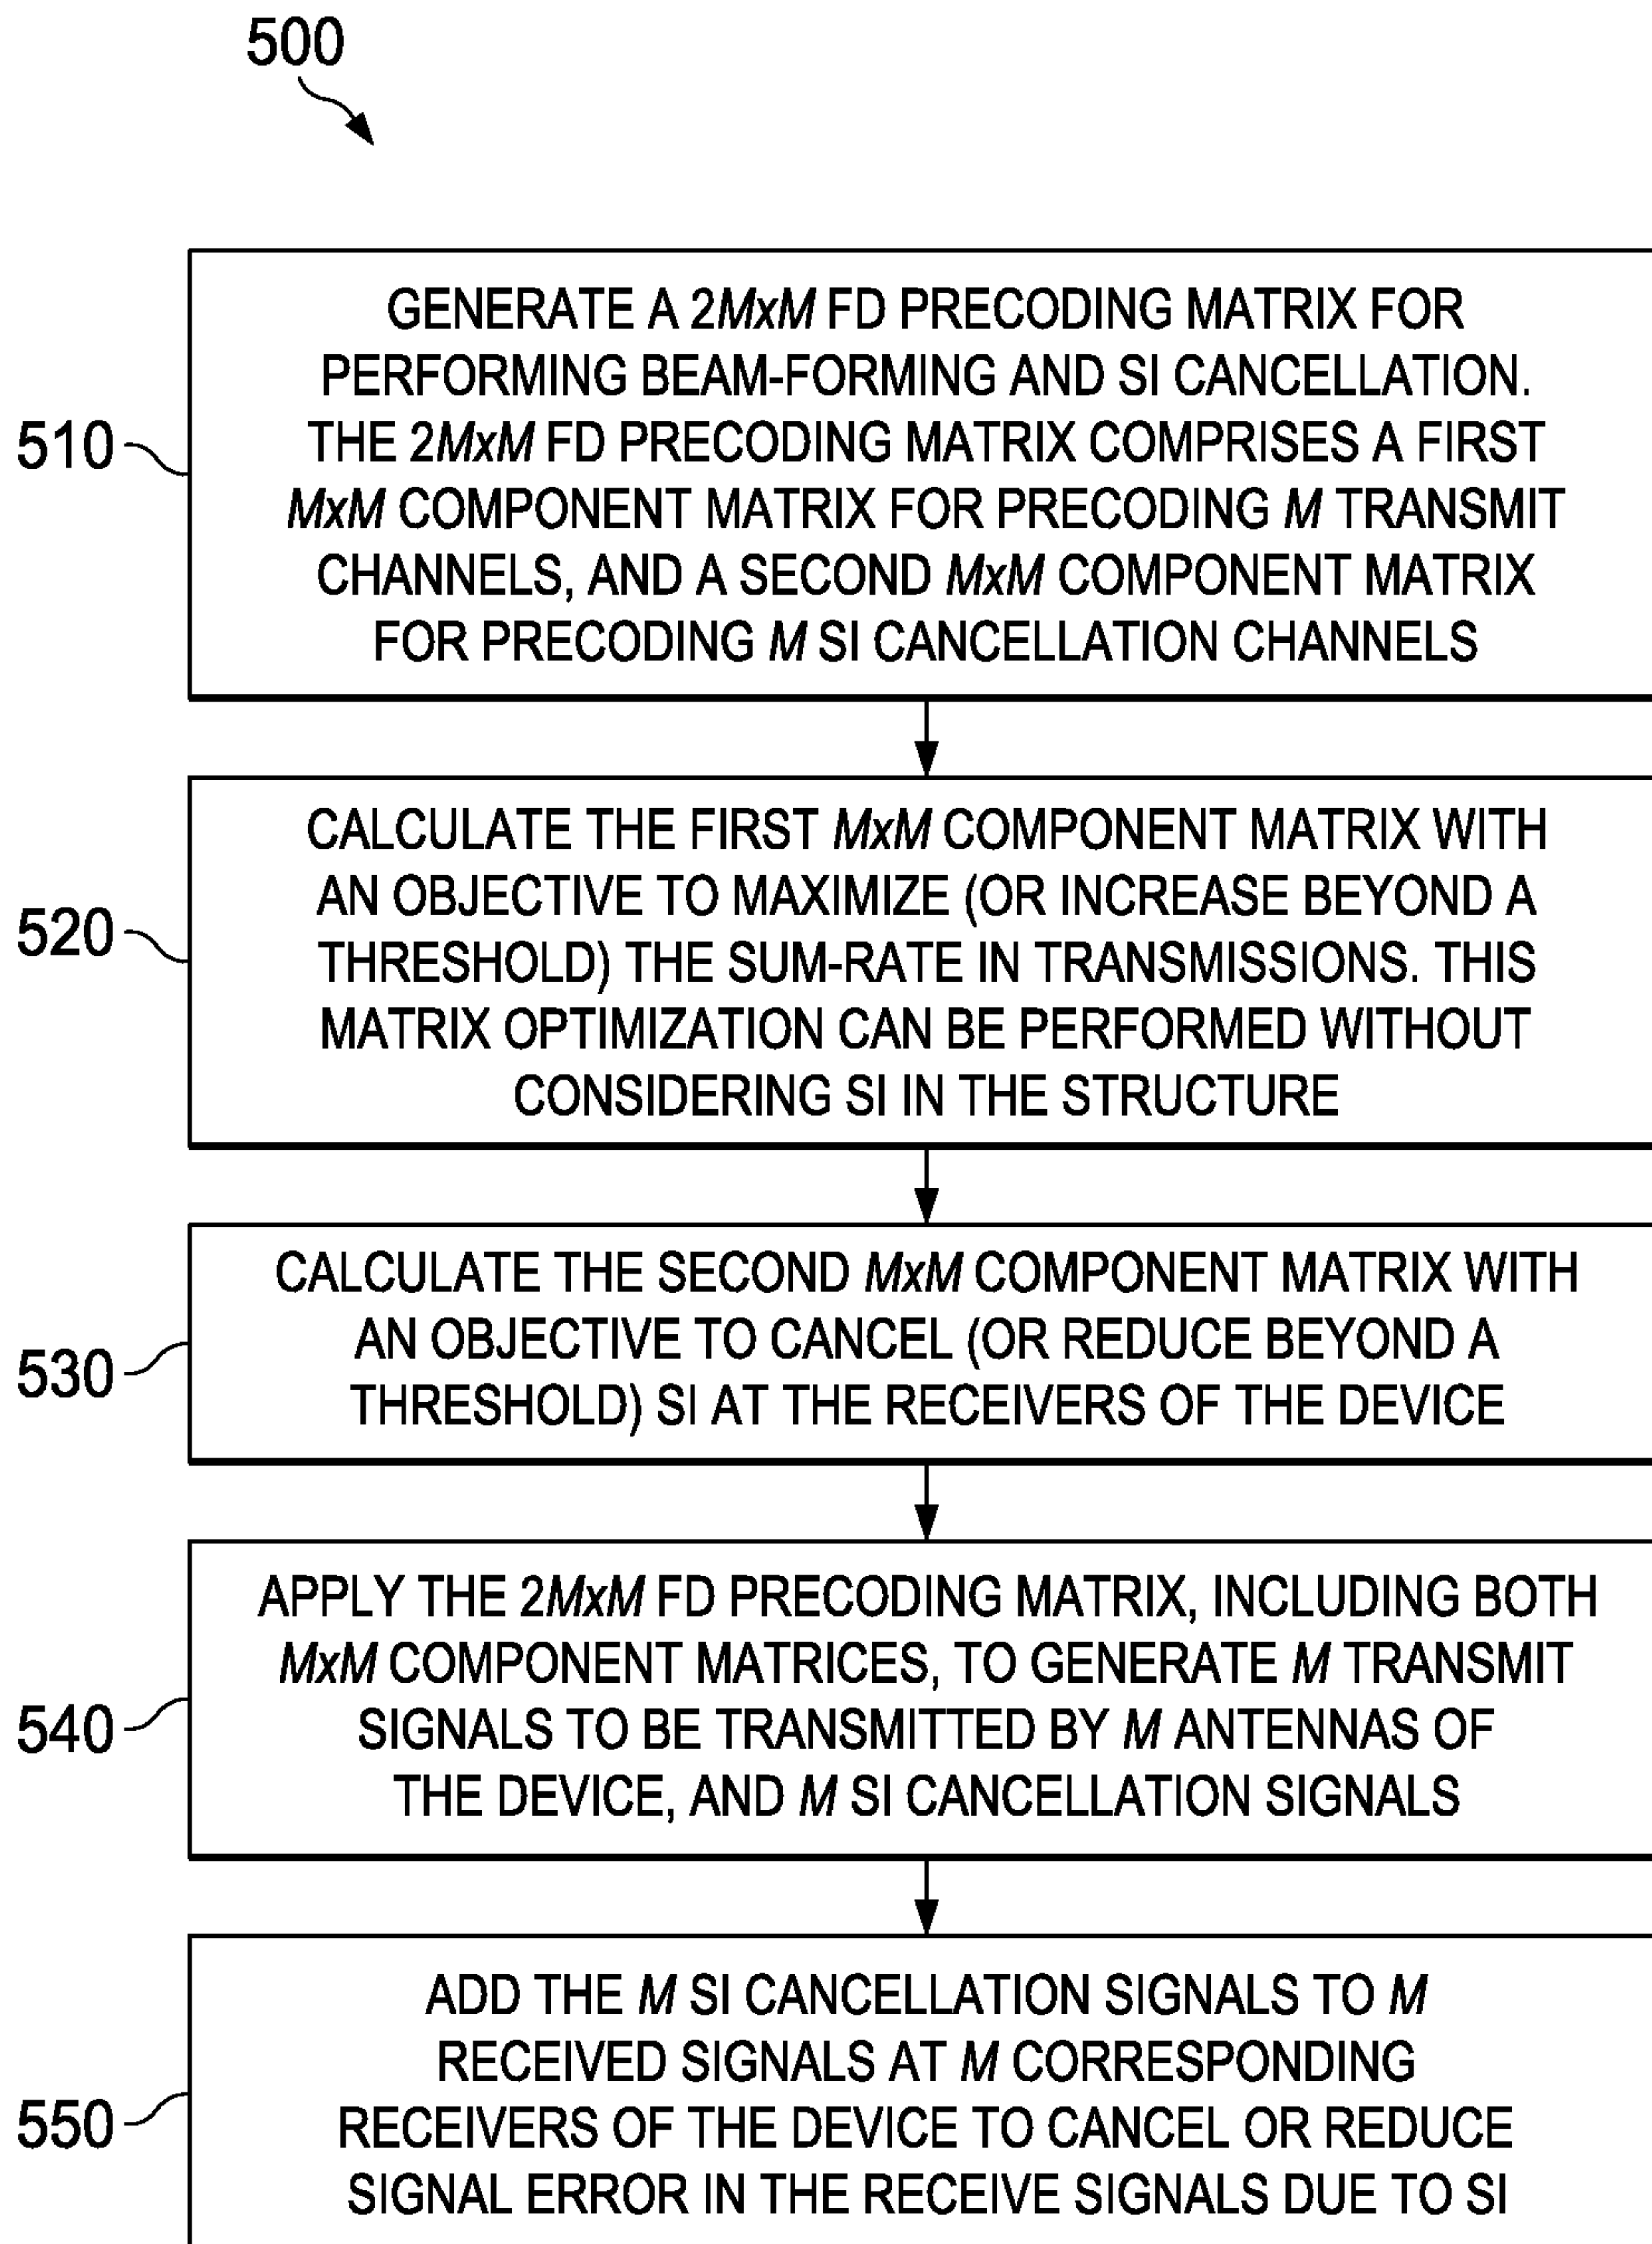 500
510
GENERATE A 2MxM FD PRECODING MATRIX FOR
PERFORMING BEAM-FORMING AND SI CANCELLATION.
THE 2MxM FD PRECODING MATRIX COMPRISES A FIRST
MxM COMPONENT MATRIX FOR PRECODING M TRANSMIT
CHANNELS, AND A SECOND MxM COMPONENT MATRIX
FOR PRECODING M SI CANCELLATION CHANNELS
520
CALCULATE THE FIRST MxM COMPONENT MATRIX WITH
AN OBJECTIVE TO MAXIMIZE (OR INCREASE BEYOND A
THRESHOLD) THE SUM-RATE IN TRANSMISSIONS. THIS
MATRIX OPTIMIZATION CAN BE PERFORMED WITHOUT
CONSIDERING SI IN THE STRUCTURE
530
CALCULATE THE SECOND MxM COMPONENT MATRIX WITH
AN OBJECTIVE TO CANCEL (OR REDUCE BEYOND A
THRESHOLD) SI AT THE RECEIVERS OF THE DEVICE
540
APPLY THE 2MxM FD PRECODING MATRIX, INCLUDING BOTH
MxM COMPONENT MATRICES, TO GENERATE M TRANSMIT
SIGNALS TO BE TRANSMITTED BY M ANTENNAS OF
THE DEVICE, AND M SI CANCELLATION SIGNALS
550
ADD THE M SI CANCELLATION SIGNALS TO M
RECEIVED SIGNALS AT M CORRESPONDING
RECEIVERS OF THE DEVICE TO CANCEL OR REDUCE
SIGNAL ERROR IN THE RECEIVE SIGNALS DUE TO SI